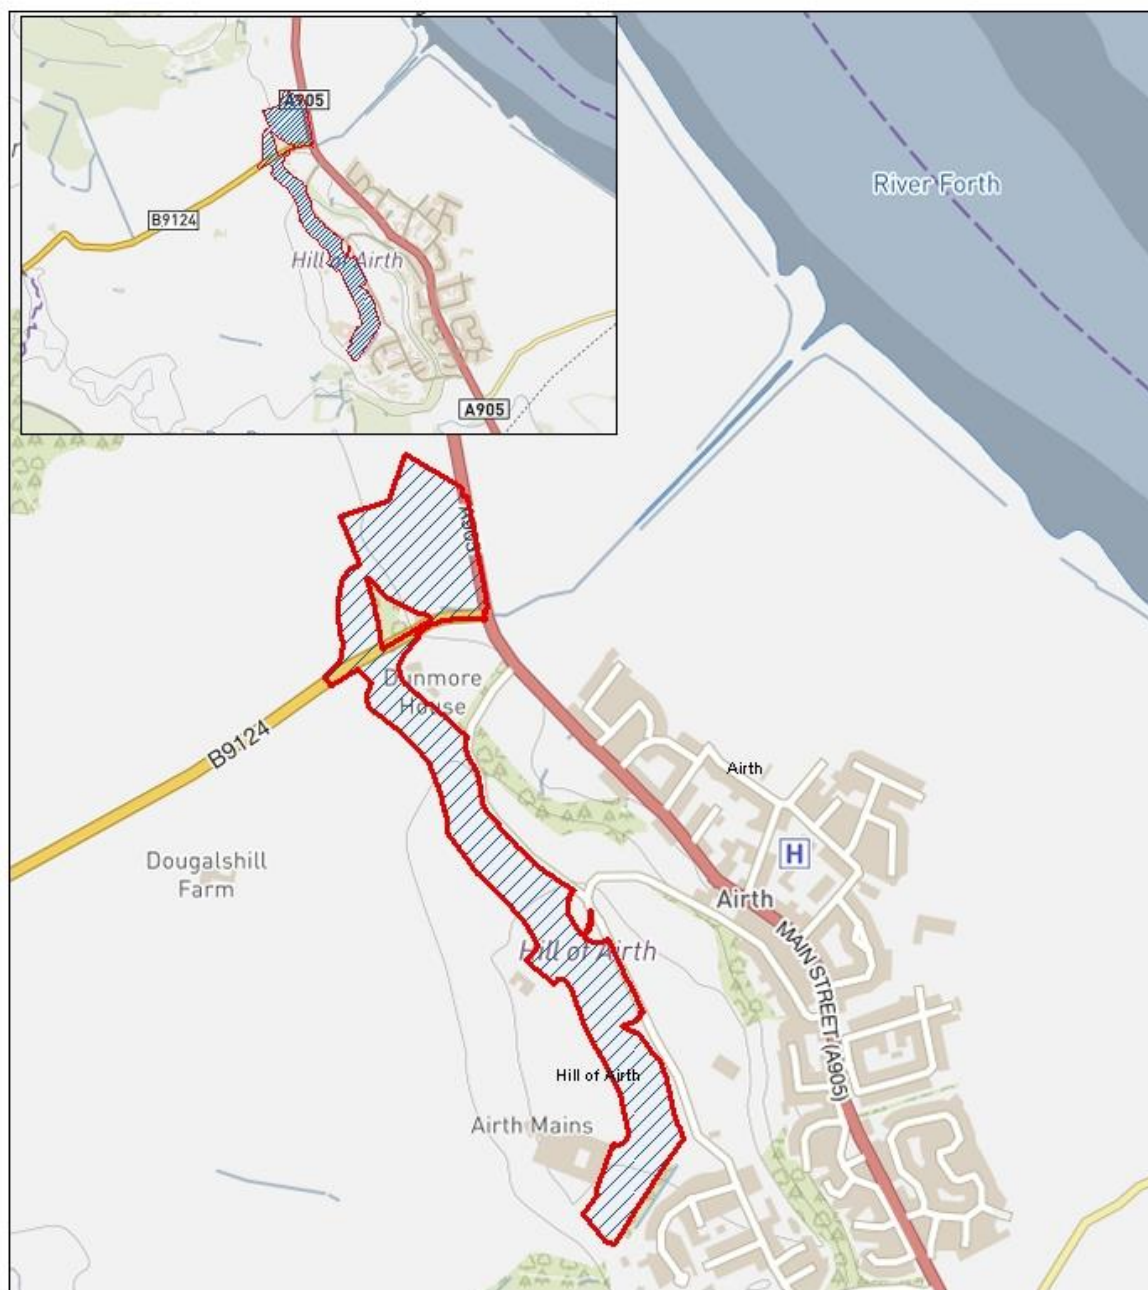 A905
B9124
Hill of Airth
A905
River Forth
A905
Dunmore
House
B9124
Airth
Dougalshill
Farm
H
Airth
Hill of Airth
MAIN STREET (A905)
Hill of Airth
Airth Mains